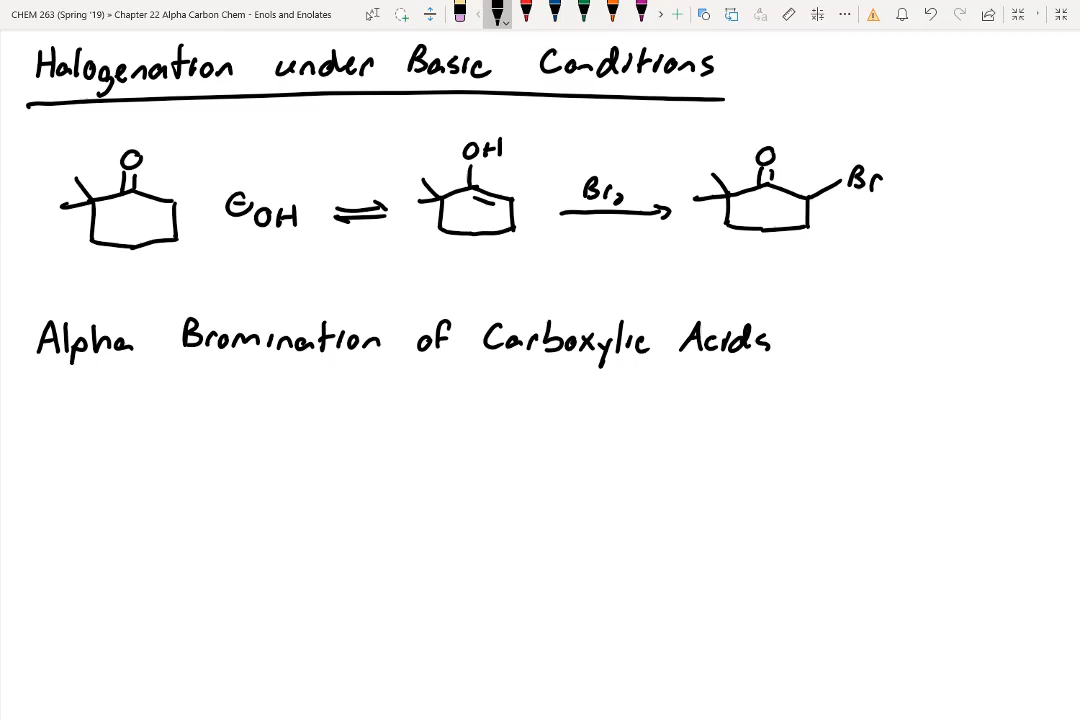 CHEM 263 (Spring '19) » Chapter 22 Alpha Carbon Chem - Enols and Enolates
Halogenation under Basic Conditions
O
⊖OH ⇌ OH Br₂ O Br
Alpha Bromination of Carboxylic Acids